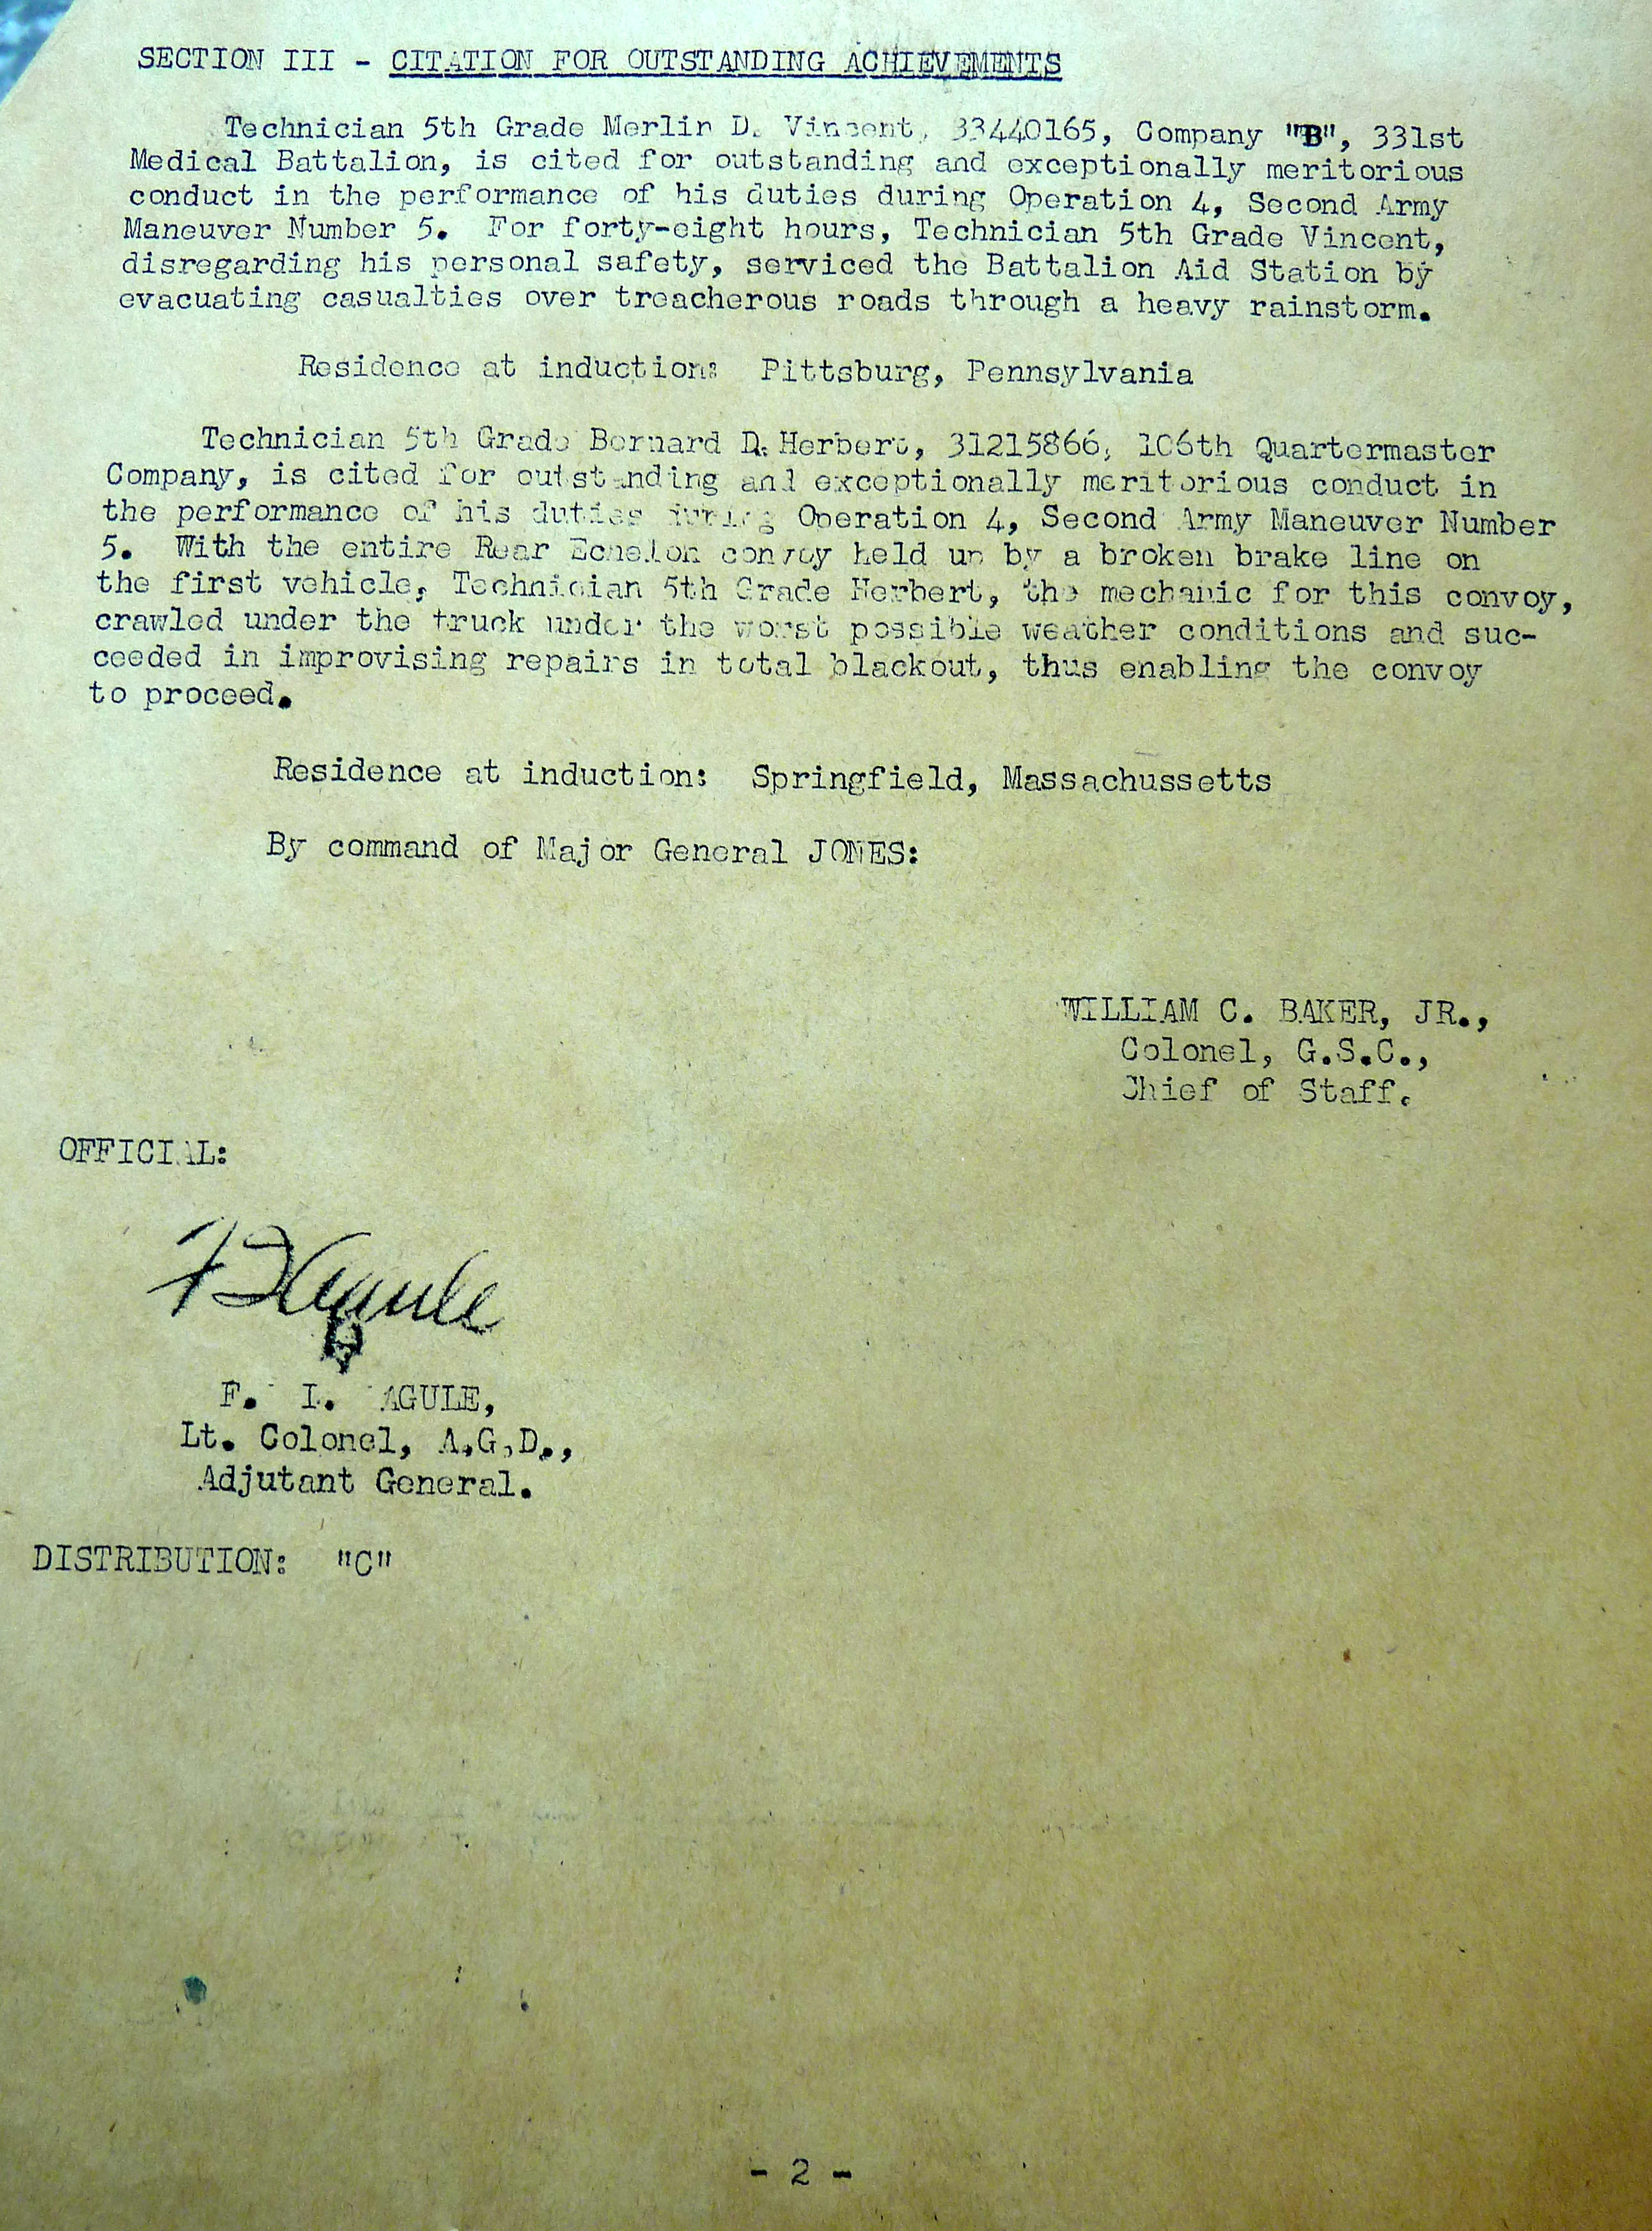 SECTION III - CITATION FOR OUTSTANDING ACHIEVEMENTS
Technician 5th Grade Merlin D. Vincent, 33440165, Company "B", 331st
Medical Battalion, is cited for outstanding and exceptionally meritorious
conduct in the performance of his duties during Operation 4, Second Army
Maneuver Number 5. For forty-eight hours, Technician 5th Grade Vincent,
disregarding his personal safety, serviced the Battalion Aid Station by
evacuating casualties over treacherous roads through a heavy rainstorm.
Residence at induction: Pittsburg, Pennsylvania
Technician 5th Grade Bernard D. Herbert, 31215866, 106th Quartermaster
Company, is cited for outstanding and exceptionally meritorious conduct in
the performance of his duties during Operation 4, Second Army Maneuver Number
5. With the entire Rear Echelon convoy held up by a broken brake line on
the first vehicle, Technician 5th Grade Herbert, the mechanic for this convoy,
crawled under the truck under the worst possible weather conditions and suc-
ceeded in improvising repairs in total blackout, thus enabling the convoy
to proceed.
Residence at induction: Springfield, Massachussetts
By command of Major General JONES:
WILLIAM C. BAKER, JR.,
Colonel, G.S.C.,
Chief of Staff.
OFFICIAL:
F I Agule
F. I. AGULE,
Lt. Colonel, A.G.D.,
Adjutant General.
DISTRIBUTION: "C"
- 2 -